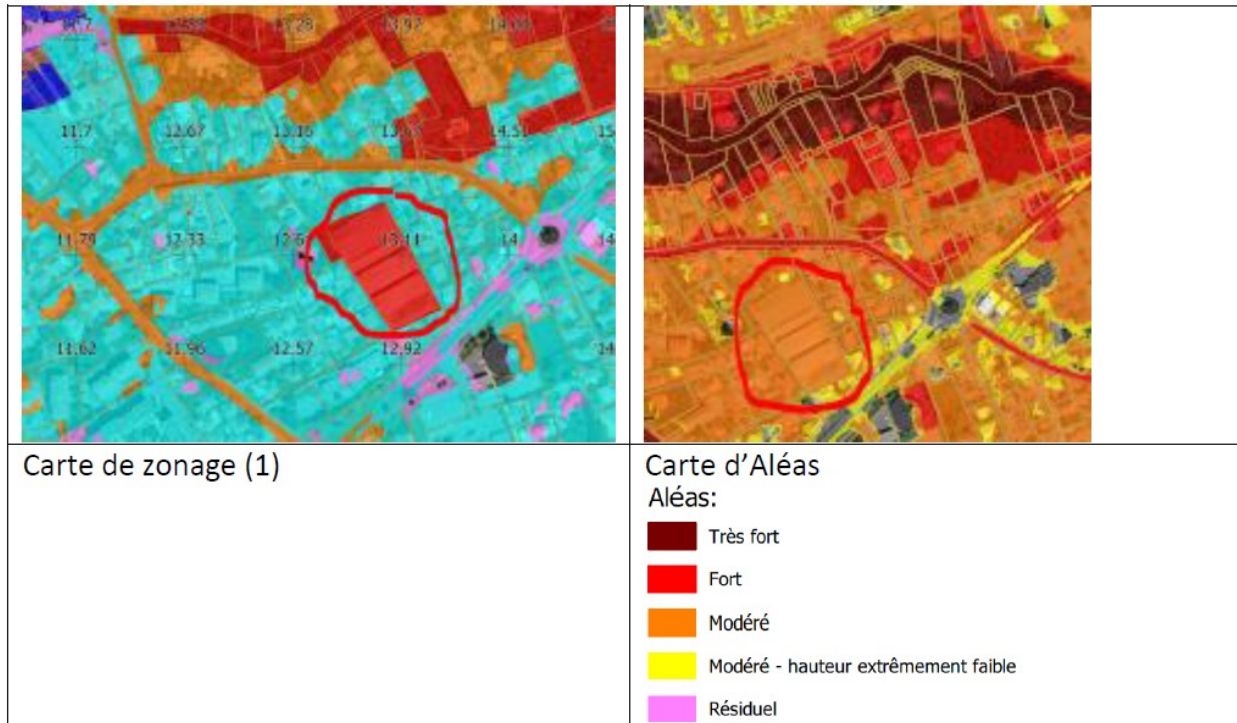 11.7 12.67 13.16 14.51
11.79 12.33 13.11 14
11.62 11.96 12.57 12.92 14
Carte de zonage (1)
Carte d'Aléas
Aléas:
Très fort
Fort
Modéré
Modéré - hauteur extrêmement faible
Résiduel